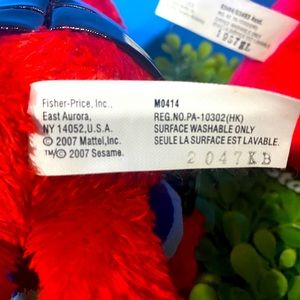 Fisher-Price, Inc.,
East Aurora,
NY 14052,U.S.A.
© 2007 Mattel,Inc.
™/© 2007 Sesame.
M0414
REG.NO.PA-10302(HK)
SURFACE WASHABLE ONLY
SEULE LA SURFACE EST LAVABLE.
2047KB